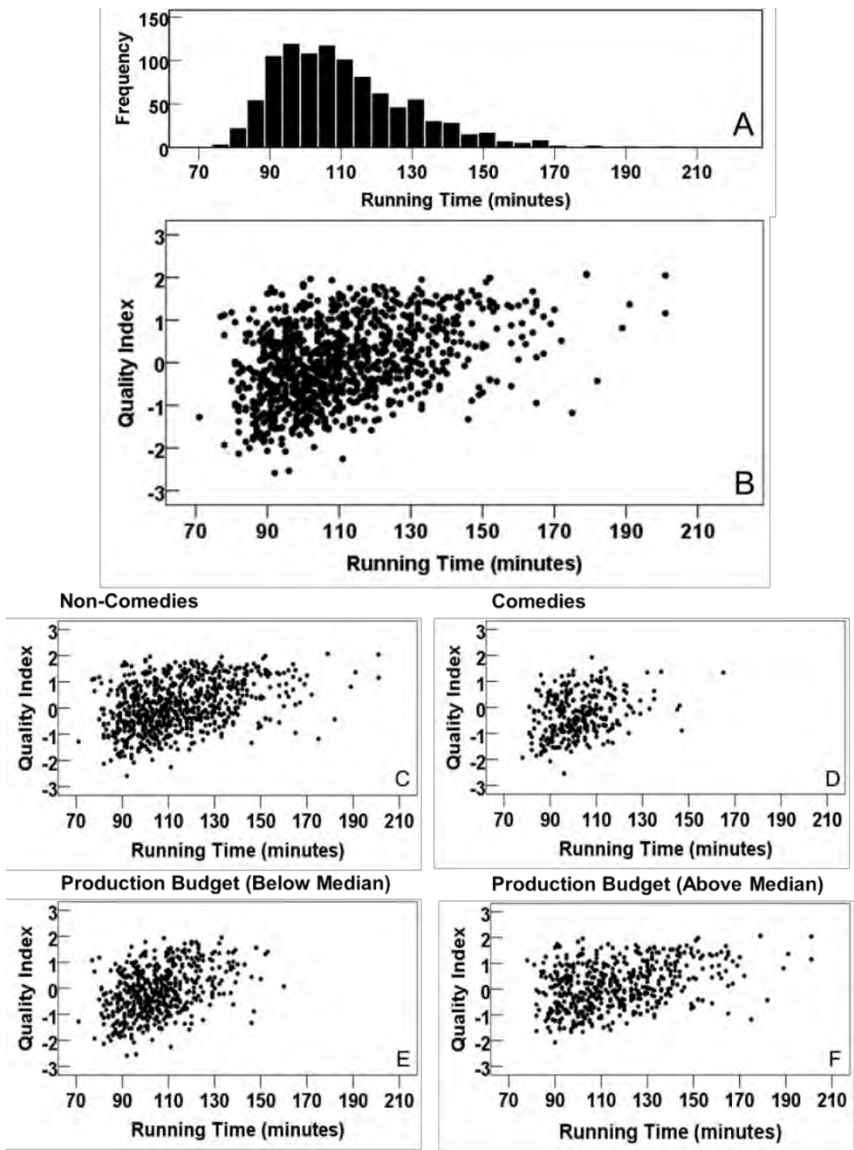 150
100
50
0
Frequency
A
70 90 110 130 150 170 190 210
Running Time (minutes)
3
2
1
0
-1
-2
-3
Quality Index
B
70 90 110 130 150 170 190 210
Running Time (minutes)
Non-Comedies
3
2
1
0
-1
-2
-3
Quality Index
C
70 90 110 130 150 170 190 210
Running Time (minutes)
Comedies
3
2
1
0
-1
-2
-3
Quality Index
D
70 90 110 130 150 170 190 210
Running Time (minutes)
Production Budget (Below Median)
3
2
1
0
-1
-2
-3
Quality Index
E
70 90 110 130 150 170 190 210
Running Time (minutes)
Production Budget (Above Median)
3
2
1
0
-1
-2
-3
Quality Index
F
70 90 110 130 150 170 190 210
Running Time (minutes)